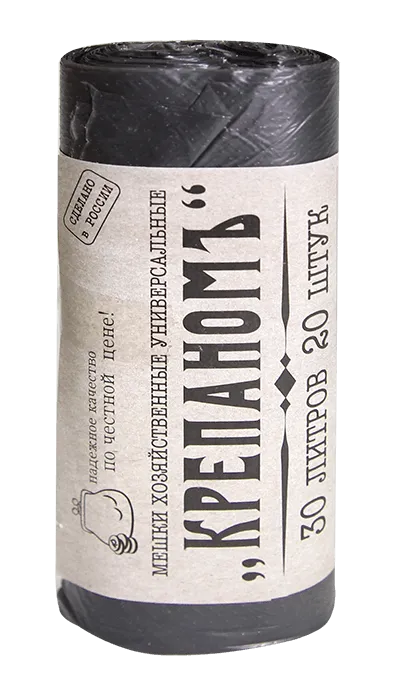 СДЕЛАНО
В РОССИИ
надежное качество
по честной цене!
МЕШКИ ХОЗЯЙСТВЕННЫЕ УНИВЕРСАЛЬНЫЕ
„КРЕПАНОМЪ“
30 ЛИТРОВ 20 ШТУК